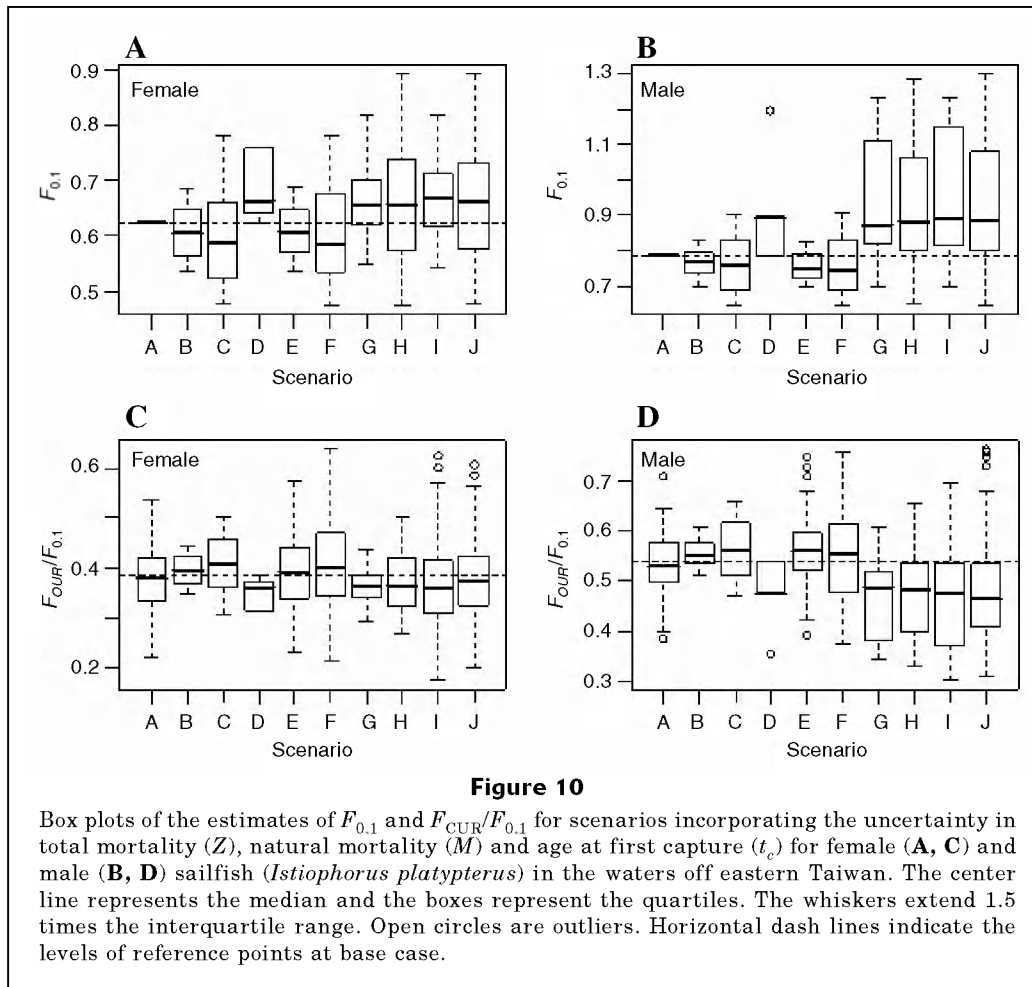 A
B
0.9
0.8
0.7
0.6
0.5
F0.1
Female
A B C D E F G H I J
Scenario
1.3
1.1
0.9
0.7
F0.1
Male
A B C D E F G H I J
Scenario
C
D
0.6
0.4
0.2
FOUR/F0.1
Female
A B C D E F G H I J
Scenario
0.7
0.6
0.5
0.4
0.3
FOUR/F0.1
Male
A B C D E F G H I J
Scenario
Figure 10
Box plots of the estimates of F0.1 and FCUR/F0.1 for scenarios incorporating the uncertainty in
total mortality (Z), natural mortality (M) and age at first capture (tc) for female (A, C) and
male (B, D) sailfish (Istiophorus platypterus) in the waters off eastern Taiwan. The center
line represents the median and the boxes represent the quartiles. The whiskers extend 1.5
times the interquartile range. Open circles are outliers. Horizontal dash lines indicate the
levels of reference points at base case.